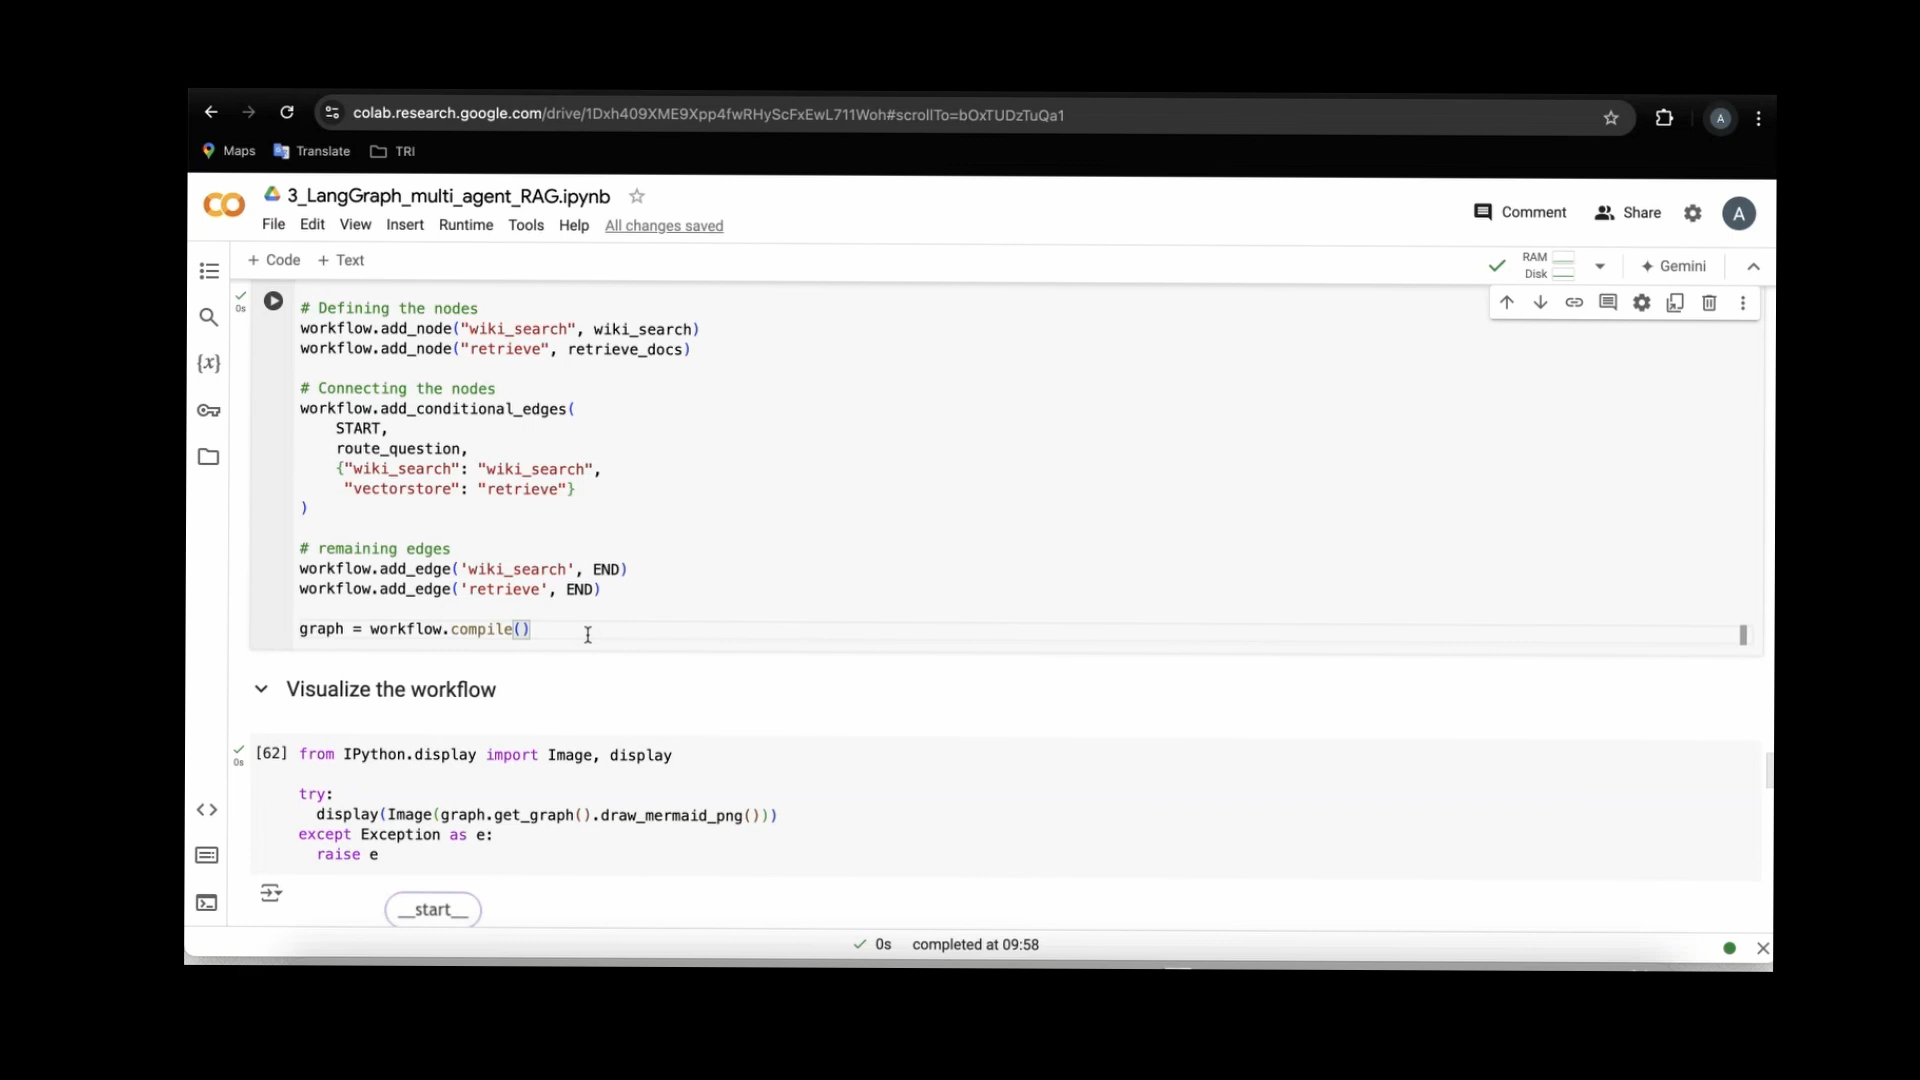 colab.research.google.com/drive/1Dxh409XME9Xpp4fwRHyScFxEwL711Woh#scrollTo=bOxTUDzTuQa1
A
Maps Translate TRI
3_LangGraph_multi_agent_RAG.ipynb
File Edit View Insert Runtime Tools Help All changes saved
Comment Share A
+ Code + Text
RAM
Disk
Gemini
0s
# Defining the nodes
workflow.add_node("wiki_search", wiki_search)
workflow.add_node("retrieve", retrieve_docs)
# Connecting the nodes
workflow.add_conditional_edges(
START,
route_question,
{"wiki_search": "wiki_search",
"vectorstore": "retrieve"}
)
# remaining edges
workflow.add_edge('wiki_search', END)
workflow.add_edge('retrieve', END)
graph = workflow.compile()
Visualize the workflow
0s
[62] from IPython.display import Image, display
try:
display(Image(graph.get_graph().draw_mermaid_png()))
except Exception as e:
raise e
__start__
0s completed at 09:58